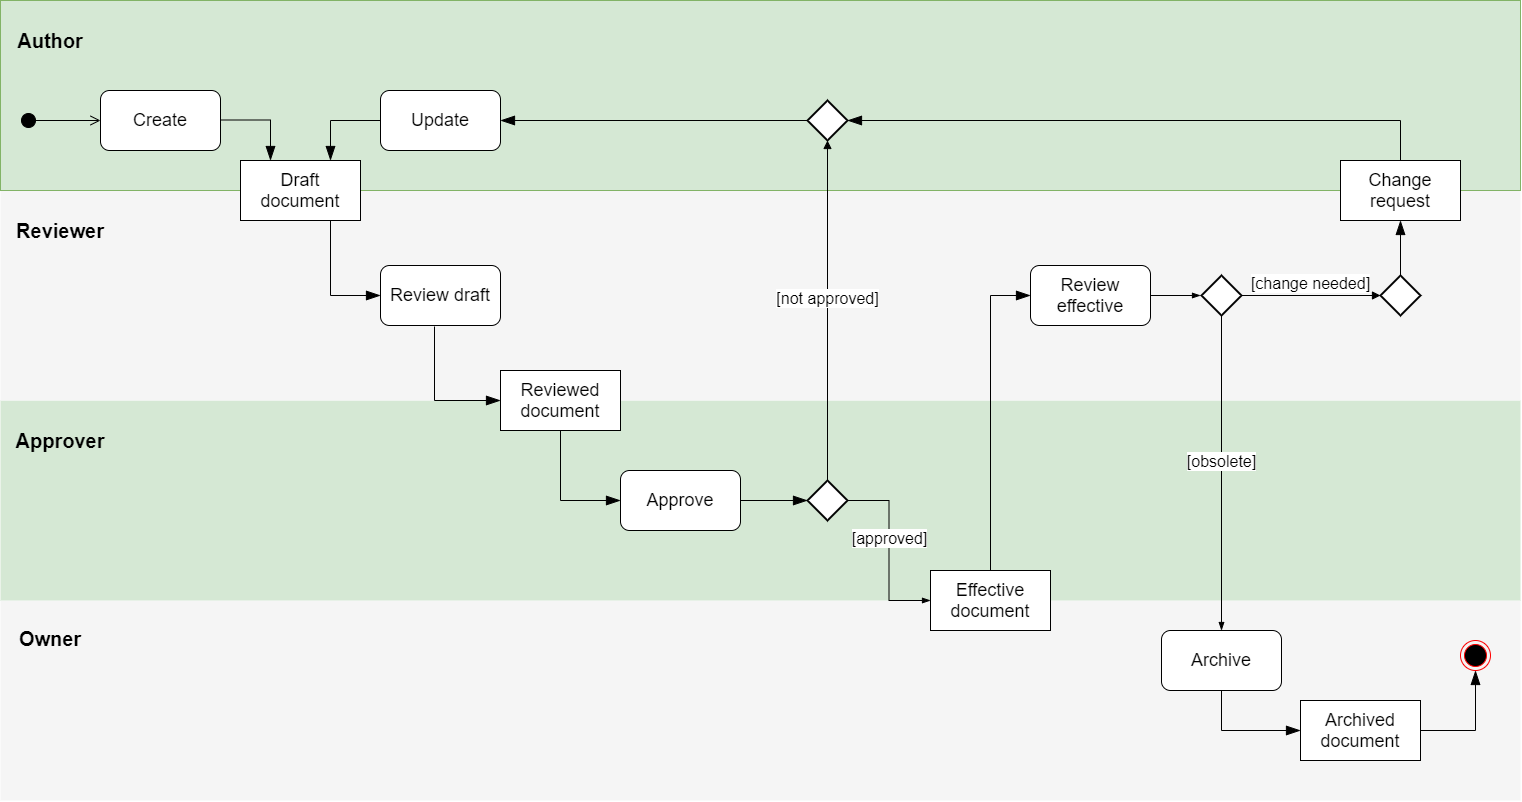 Author
Create
Update
Draft
document
Change
request
Reviewer
Review draft
[not approved]
Review
effective
[change needed]
Reviewed
document
Approver
Approve
[approved]
[obsolete]
Effective
document
Owner
Archive
Archived
document